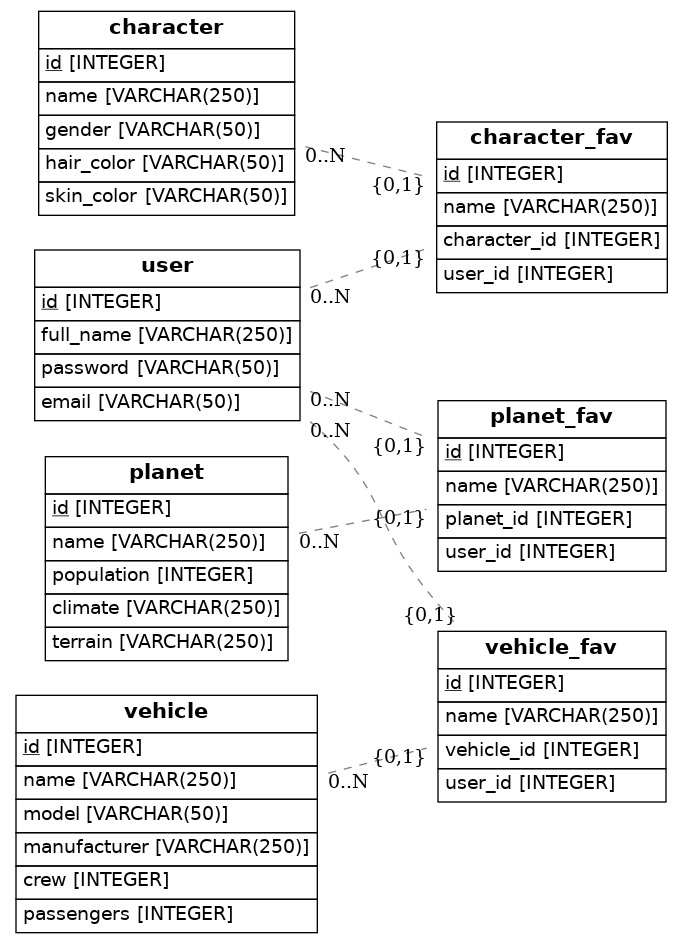 character
id [INTEGER]
name [VARCHAR(250)]
gender [VARCHAR(50)]
hair_color [VARCHAR(50)]
skin_color [VARCHAR(50)]
0..N
{0,1}
character_fav
id [INTEGER]
name [VARCHAR(250)]
character_id [INTEGER]
user_id [INTEGER]
user
id [INTEGER]
full_name [VARCHAR(250)]
password [VARCHAR(50)]
email [VARCHAR(50)]
{0,1}
0..N
0..N
{0,1}
0..N
planet_fav
id [INTEGER]
name [VARCHAR(250)]
planet_id [INTEGER]
user_id [INTEGER]
planet
id [INTEGER]
name [VARCHAR(250)]
population [INTEGER]
climate [VARCHAR(250)]
terrain [VARCHAR(250)]
{0,1}
0..N
{0,1}
vehicle_fav
id [INTEGER]
name [VARCHAR(250)]
vehicle_id [INTEGER]
user_id [INTEGER]
vehicle
id [INTEGER]
name [VARCHAR(250)]
model [VARCHAR(50)]
manufacturer [VARCHAR(250)]
crew [INTEGER]
passengers [INTEGER]
{0,1}
0..N